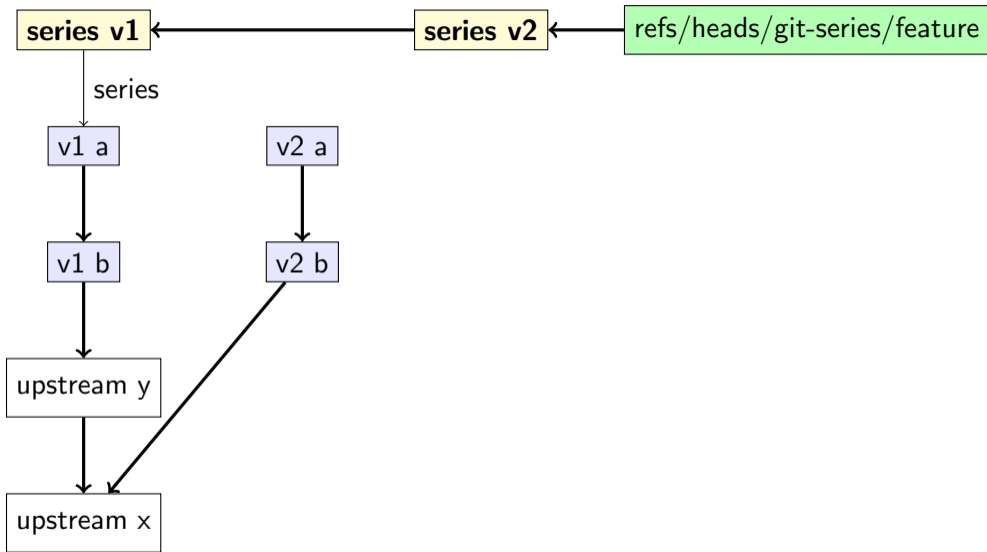 series v1
series v2
refs/heads/git-series/feature
series
v1 a
v2 a
v1 b
v2 b
upstream y
upstream x